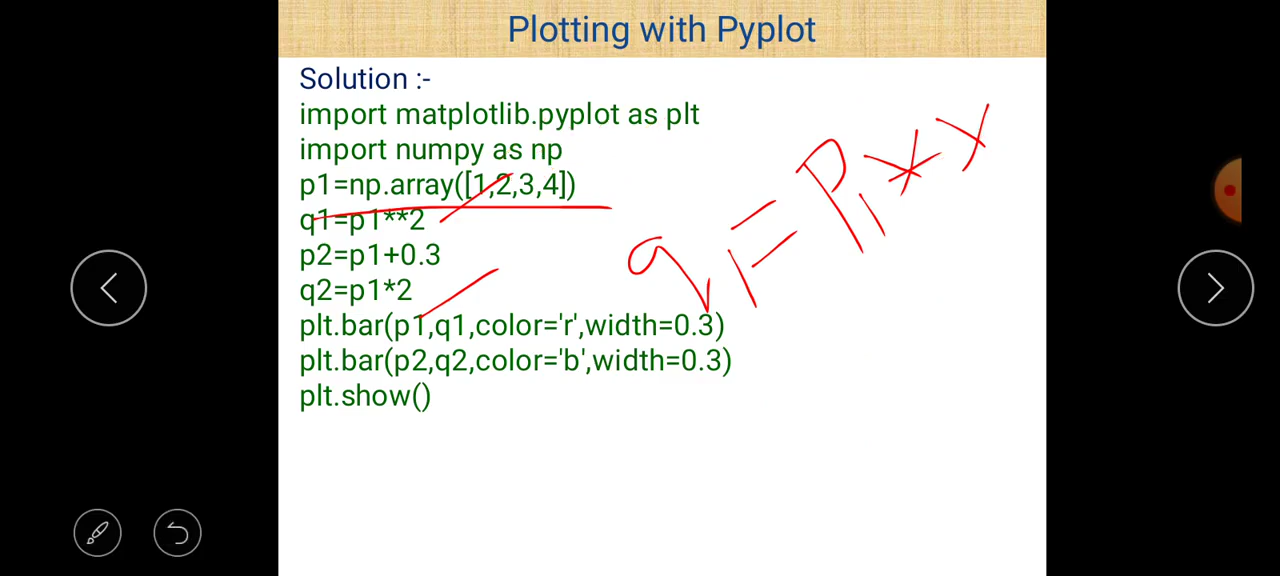 Plotting with Pyplot
Solution :-
import matplotlib.pyplot as plt
import numpy as np
p1=np.array([1,2,3,4])
q1=p1**2
p2=p1+0.3
q2=p1*2
plt.bar(p1,q1,color='r',width=0.3)
plt.bar(p2,q2,color='b',width=0.3)
plt.show()
q1=P1**